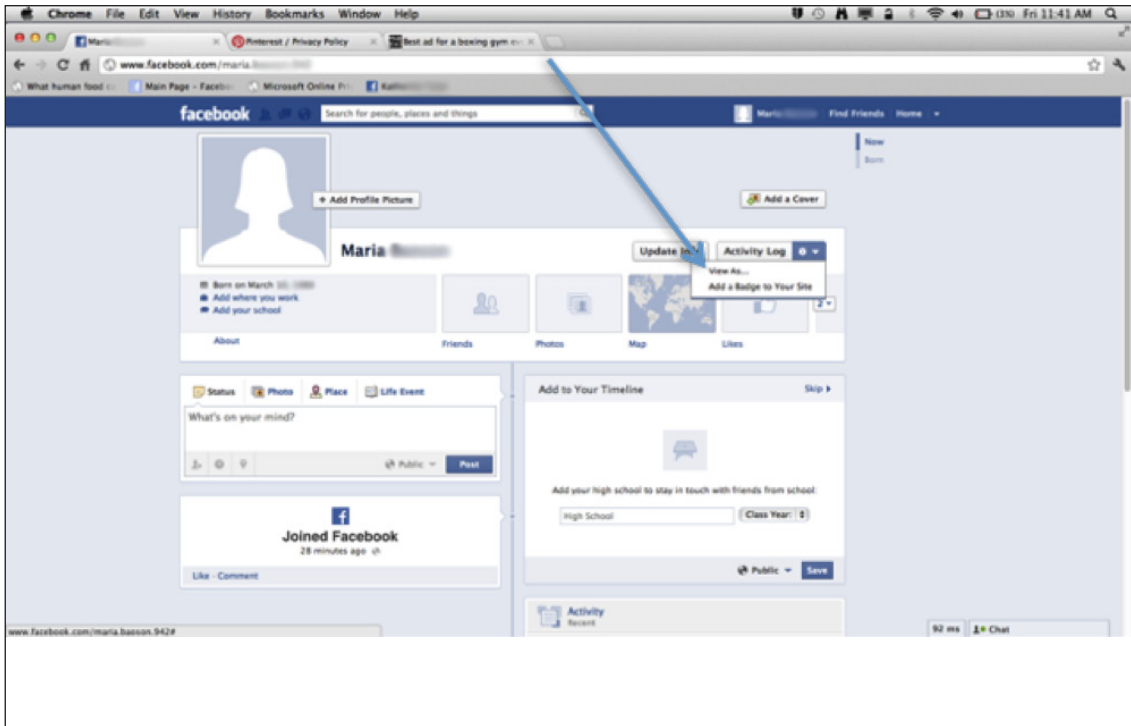 Chrome File Edit View History Bookmarks Window Help
Fri 11:41 AM
Maria
Pinterest / Privacy Policy
Best ad for a boxing gym ev
www.facebook.com/maria.
What human food
Main Page - Facebo
Microsoft Online Pri
facebook
Search for people, places and things
Maria
Find Friends Home
Now
Born
+ Add Profile Picture
Add a Cover
Maria
Update Activity Log
View As...
Add a Badge to Your Site
Born on March
Add where you work
Add your school
2
About
Friends Photos Map Likes
Status Photo Place Life Event
What's on your mind?
Public Post
Joined Facebook
28 minutes ago
Like · Comment
Add to Your Timeline Skip
Add your high school to stay in touch with friends from school:
High School Class Year:
Public Save
Activity
Recent
92 ms Chat